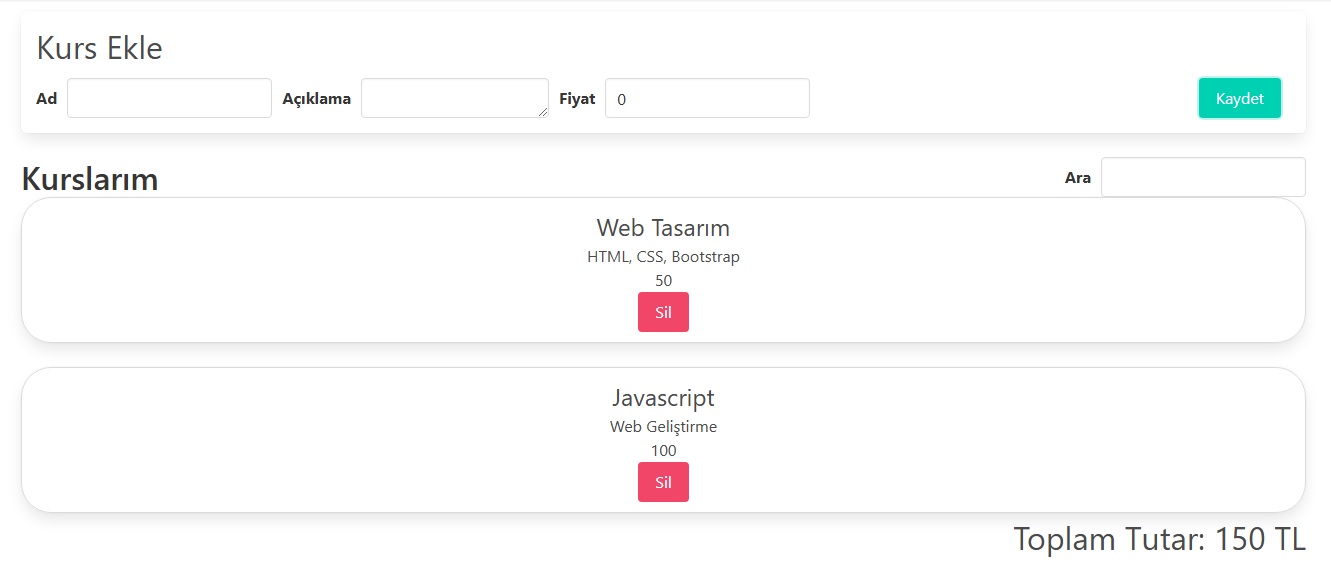 Kurs Ekle
Ad Açıklama Fiyat 0 Kaydet
Kurslarım Ara
Web Tasarım
HTML, CSS, Bootstrap
50
Sil
Javascript
Web Geliştirme
100
Sil
Toplam Tutar: 150 TL